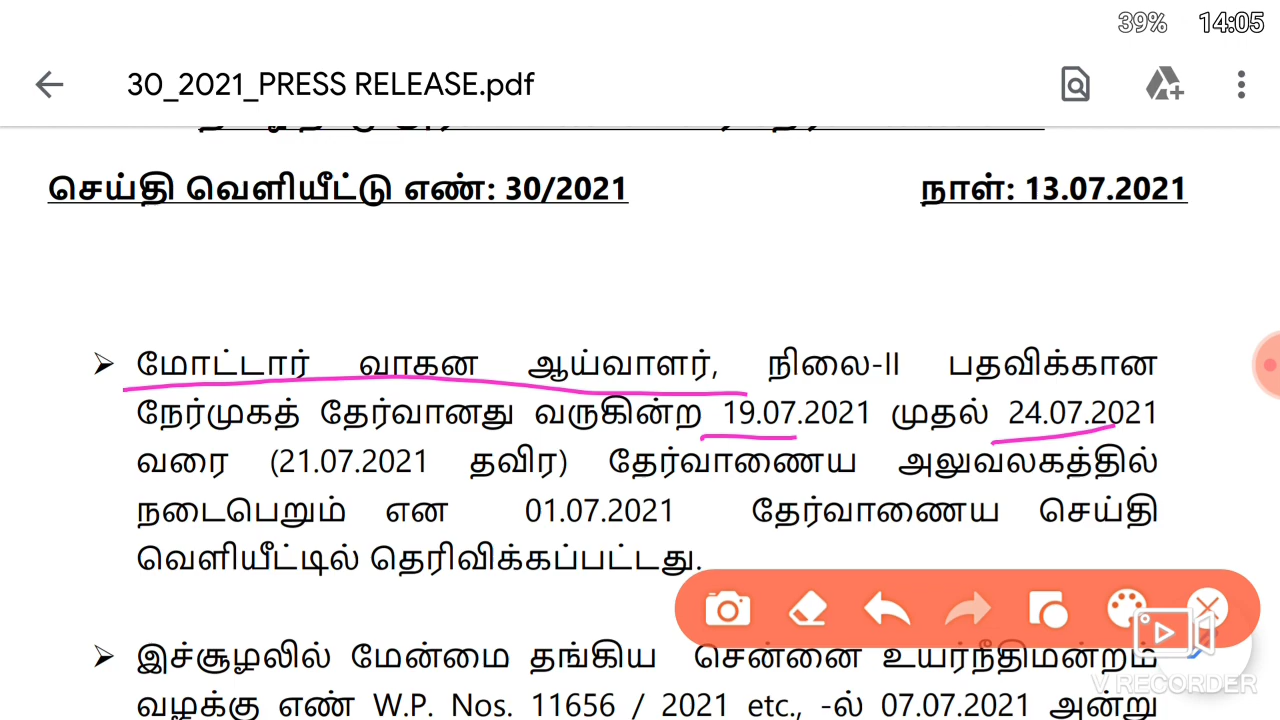 39% 14:05
30_2021_PRESS RELEASE.pdf
செய்தி வெளியீட்டு எண்: 30/2021 நாள்: 13.07.2021
➢ மோட்டார் வாகன ஆய்வாளர், நிலை-II பதவிக்கான
நேர்முகத் தேர்வானது வருகின்ற 19.07.2021 முதல் 24.07.2021
வரை (21.07.2021 தவிர) தேர்வாணைய அலுவலகத்தில்
நடைபெறும் என 01.07.2021 தேர்வாணைய செய்தி
வெளியீட்டில் தெரிவிக்கப்பட்டது.
➢ இச்சூழலில் மேன்மை தங்கிய சென்னை உயர்நீதிமன்றம்
வழக்கு எண் W.P. Nos. 11656 / 2021 etc., -ல் 07.07.2021 அன்று
V RECORDER